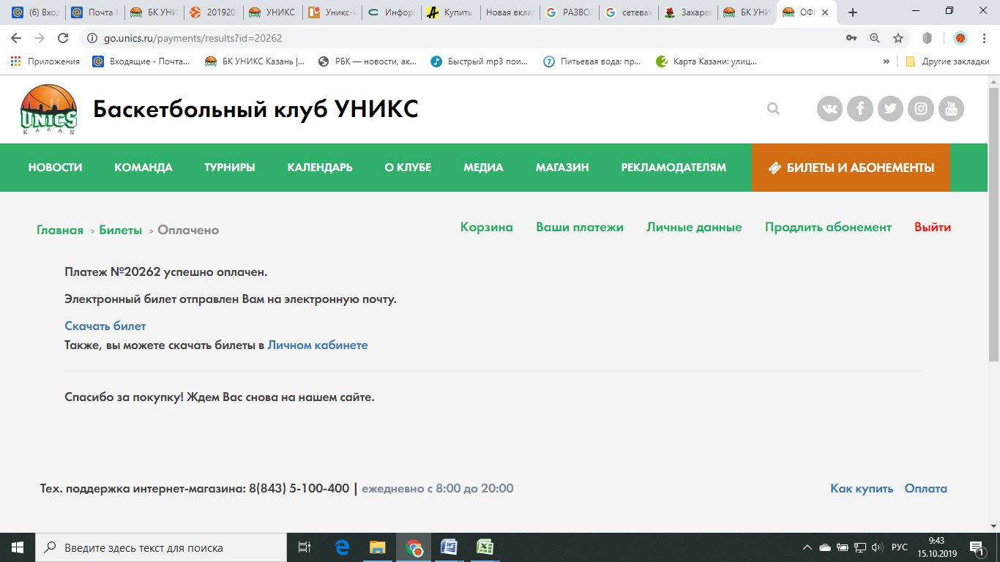 (6) Вход
Почта М
БК УНИ
201920
УНИКС
Уникс-И
Инфор
Купить
Новая вкла
РАЗВОЗ
сетевая
Захаро
БК УНИ
ОФИ
go.unics.ru/payments/results?id=20262
Приложения
Входящие - Почта...
БК УНИКС Казань |...
РБК — новости, ак...
Быстрый mp3 пои...
Питьевая вода: пр...
Карта Казани: улиц...
Другие закладки
UNICS
KAZAN
Баскетбольный клуб УНИКС
You Tube
НОВОСТИ КОМАНДА ТУРНИРЫ КАЛЕНДАРЬ О КЛУБЕ МЕДИА МАГАЗИН РЕКЛАМОДАТЕЛЯМ БИЛЕТЫ И АБОНЕМЕНТЫ
Главная > Билеты > Оплачено
Корзина Ваши платежи Личные данные Продлить абонемент Выйти
Платеж №20262 успешно оплачен.
Электронный билет отправлен Вам на электронную почту.
Скачать билет
Также, вы можете скачать билеты в Личном кабинете
Спасибо за покупку! Ждем Вас снова на нашем сайте.
Тех. поддержка интернет-магазина: 8(843) 5-100-400 | ежедневно с 8:00 до 20:00
Как купить Оплата
Введите здесь текст для поиска
РУС
9:43
15.10.2019
1